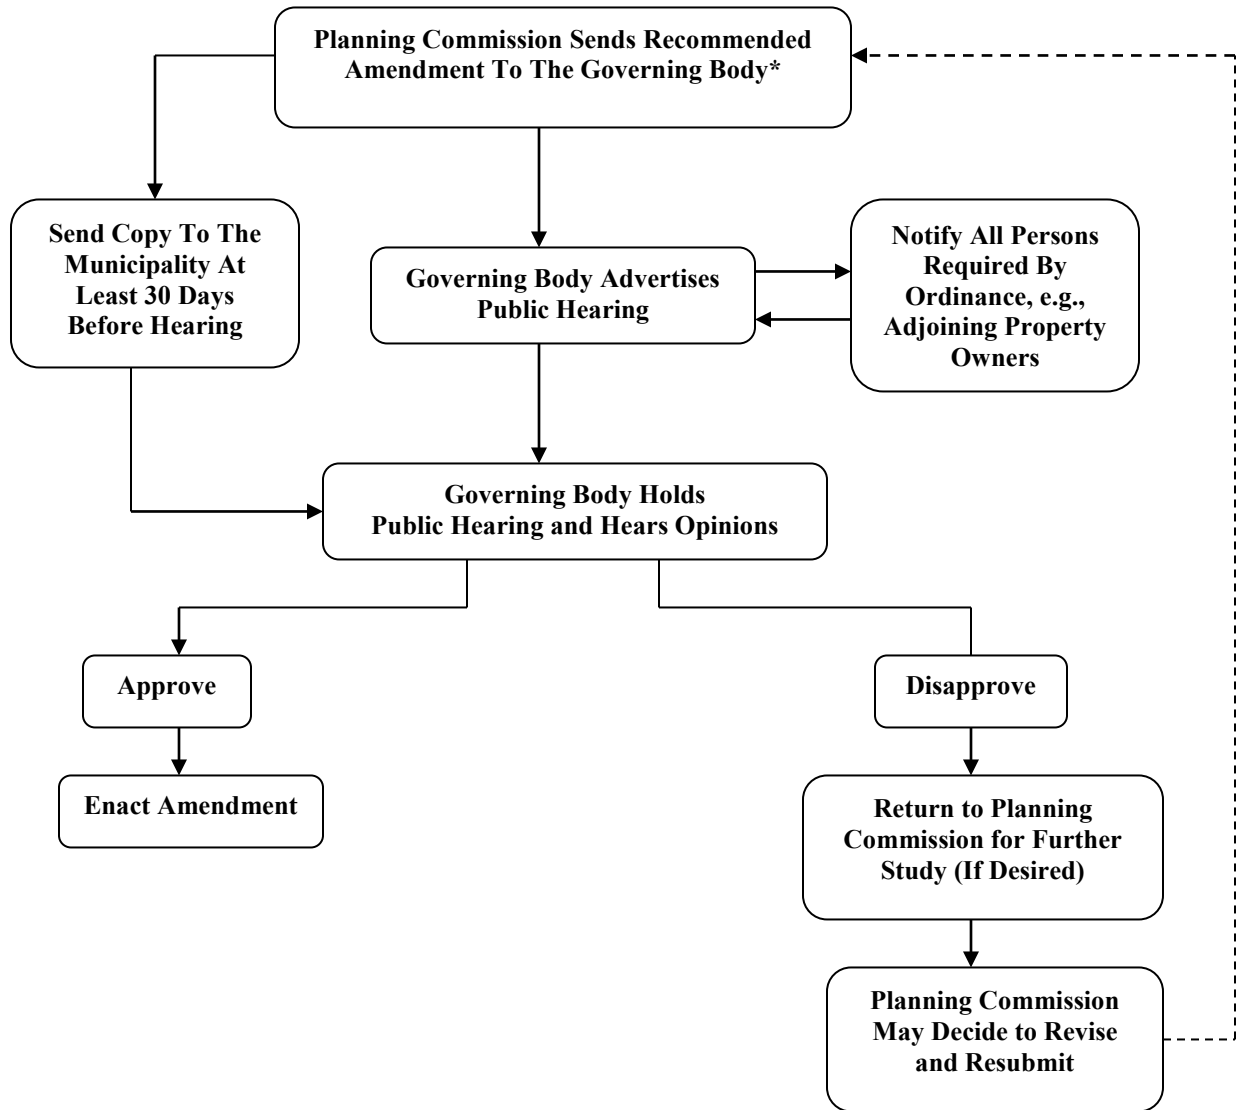 Planning Commission Sends Recommended
Amendment To The Governing Body*
Send Copy To The
Municipality At
Least 30 Days
Before Hearing
Governing Body Advertises
Public Hearing
Notify All Persons
Required By
Ordinance, e.g.,
Adjoining Property
Owners
Governing Body Holds
Public Hearing and Hears Opinions
Approve
Disapprove
Enact Amendment
Return to Planning
Commission for Further
Study (If Desired)
Planning Commission
May Decide to Revise
and Resubmit